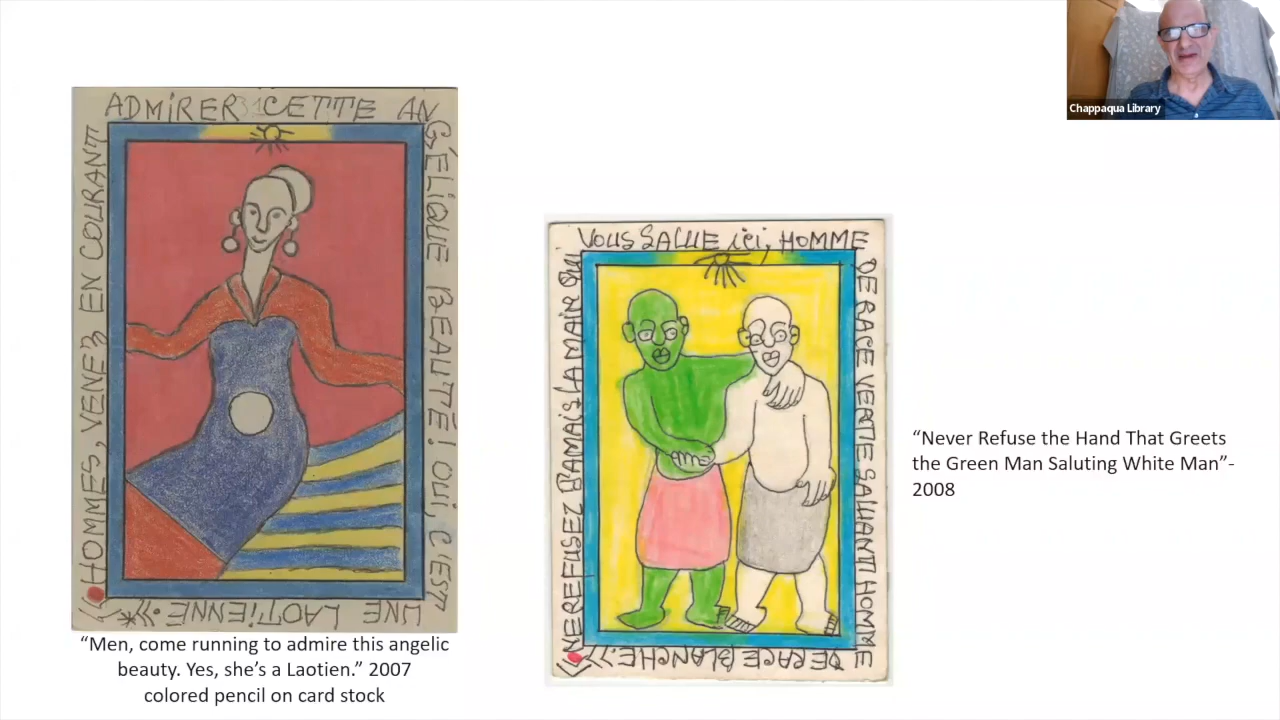 Chappaqua Library
«HOMMES, VENEZ EN COURANT
ADMiRER CETTE AN
GÉLIQUE BEAUTÉ! OUI, C'EST
UNE LAOTiENNE.»
"Men, come running to admire this angelic
beauty. Yes, she's a Laotien." 2007
colored pencil on card stock
«NE REFUSEZ JAMAIS LA MAIN QUI
VOUS SALUE ici, HOMME
DE RACE VERTE SALUANT HOMM
E DE RACE BLANCHE.»
"Never Refuse the Hand That Greets
the Green Man Saluting White Man"-
2008